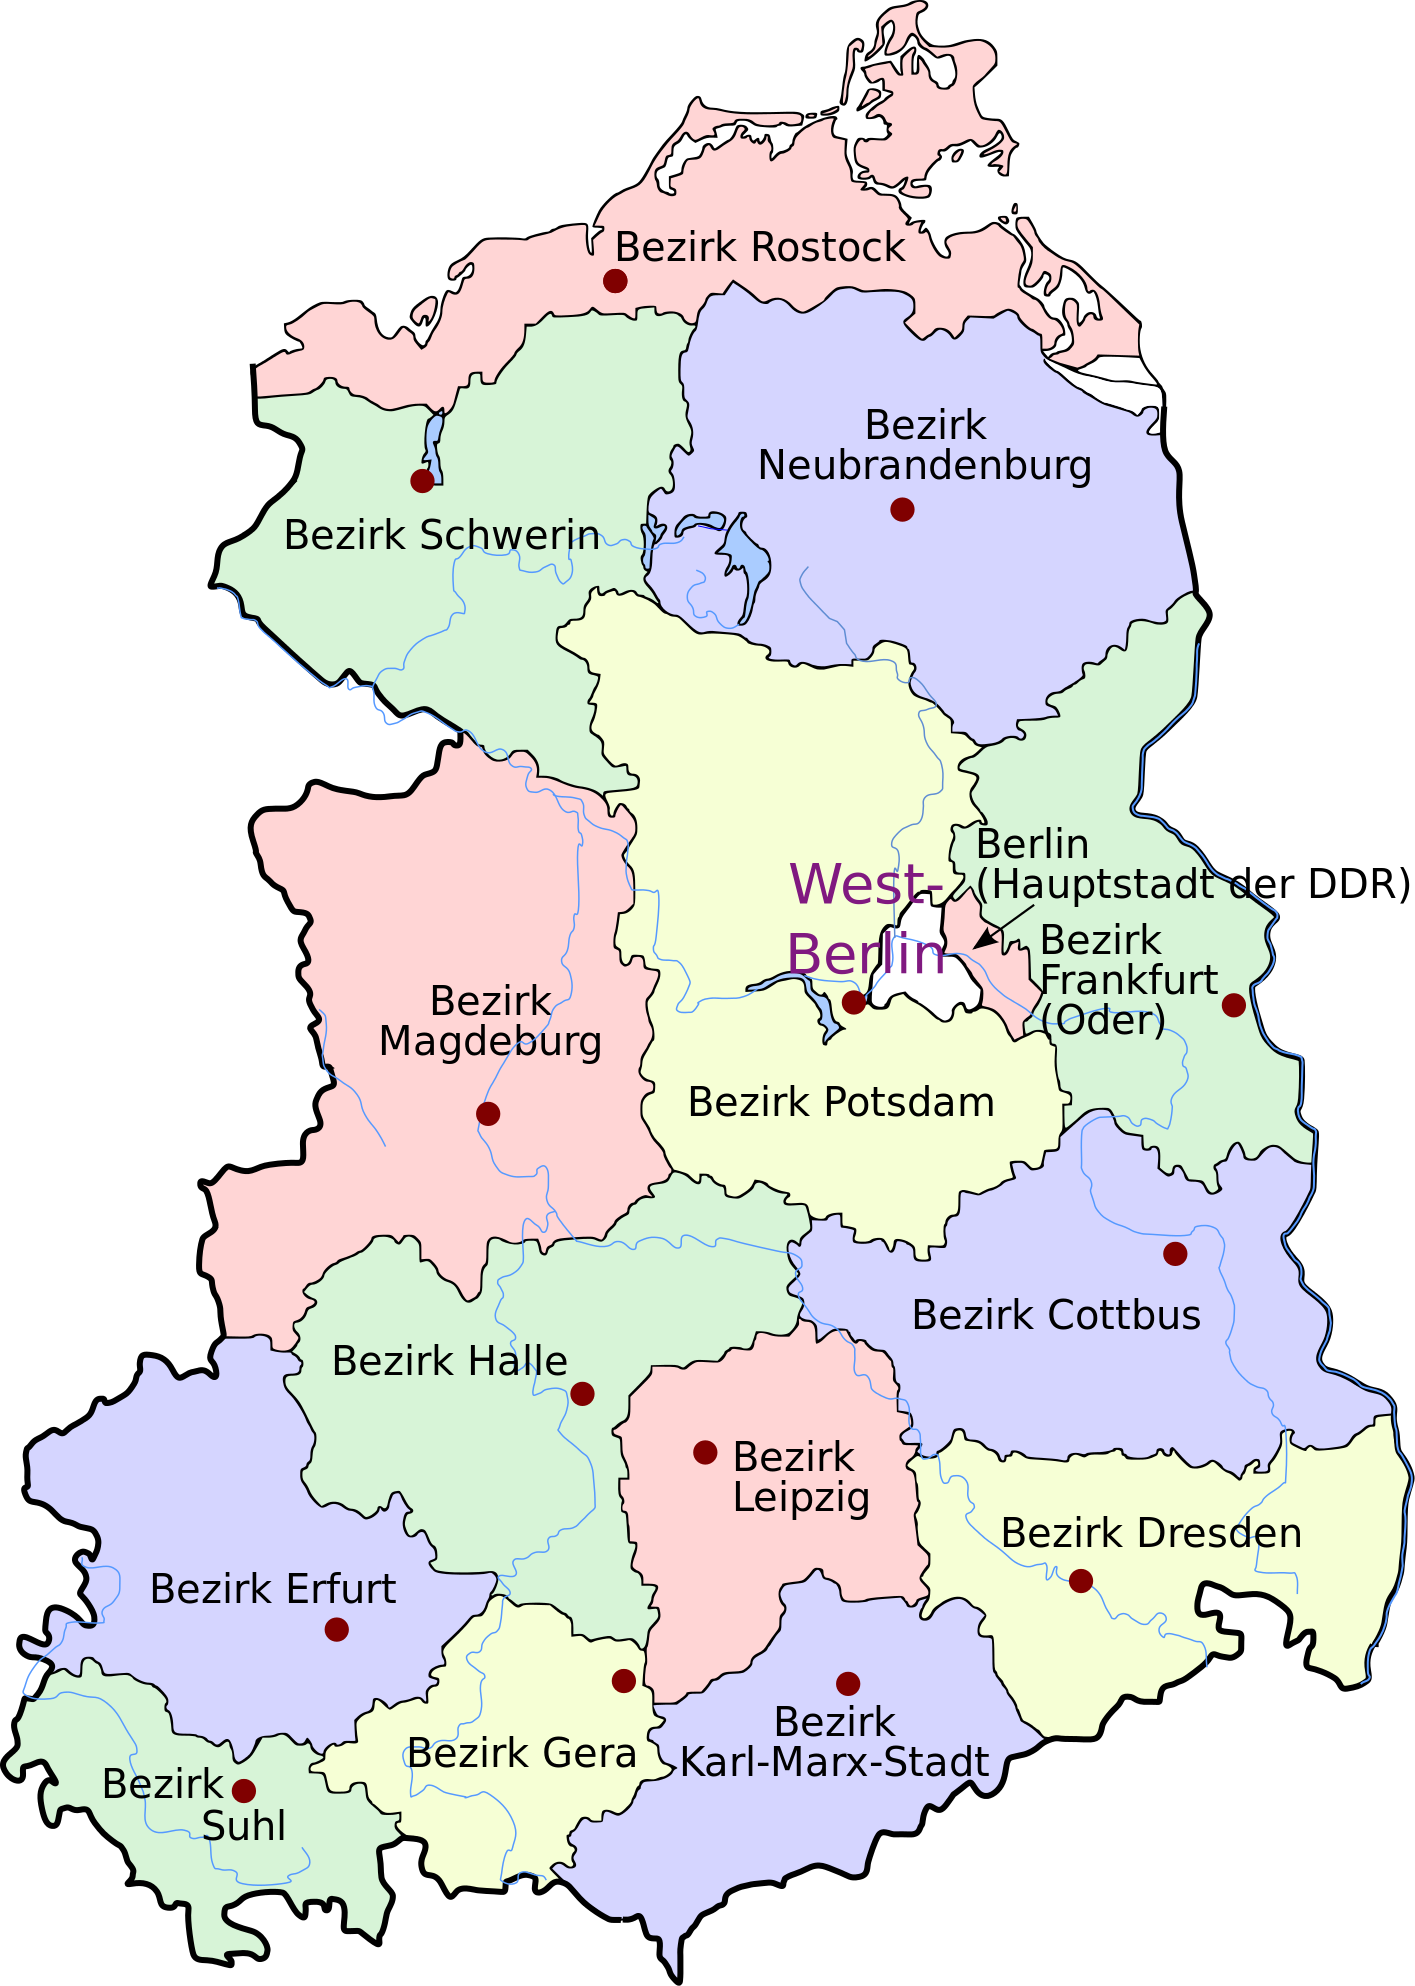 Bezirk Rostock
Bezirk
Neubrandenburg
Bezirk Schwerin
Berlin
(Hauptstadt der DDR)
West-
Berlin
Bezirk
Frankfurt
(Oder)
Bezirk
Magdeburg
Bezirk Potsdam
Bezirk Cottbus
Bezirk Halle
Bezirk
Leipzig
Bezirk Dresden
Bezirk Erfurt
Bezirk
Karl-Marx-Stadt
Bezirk Gera
Bezirk
Suhl